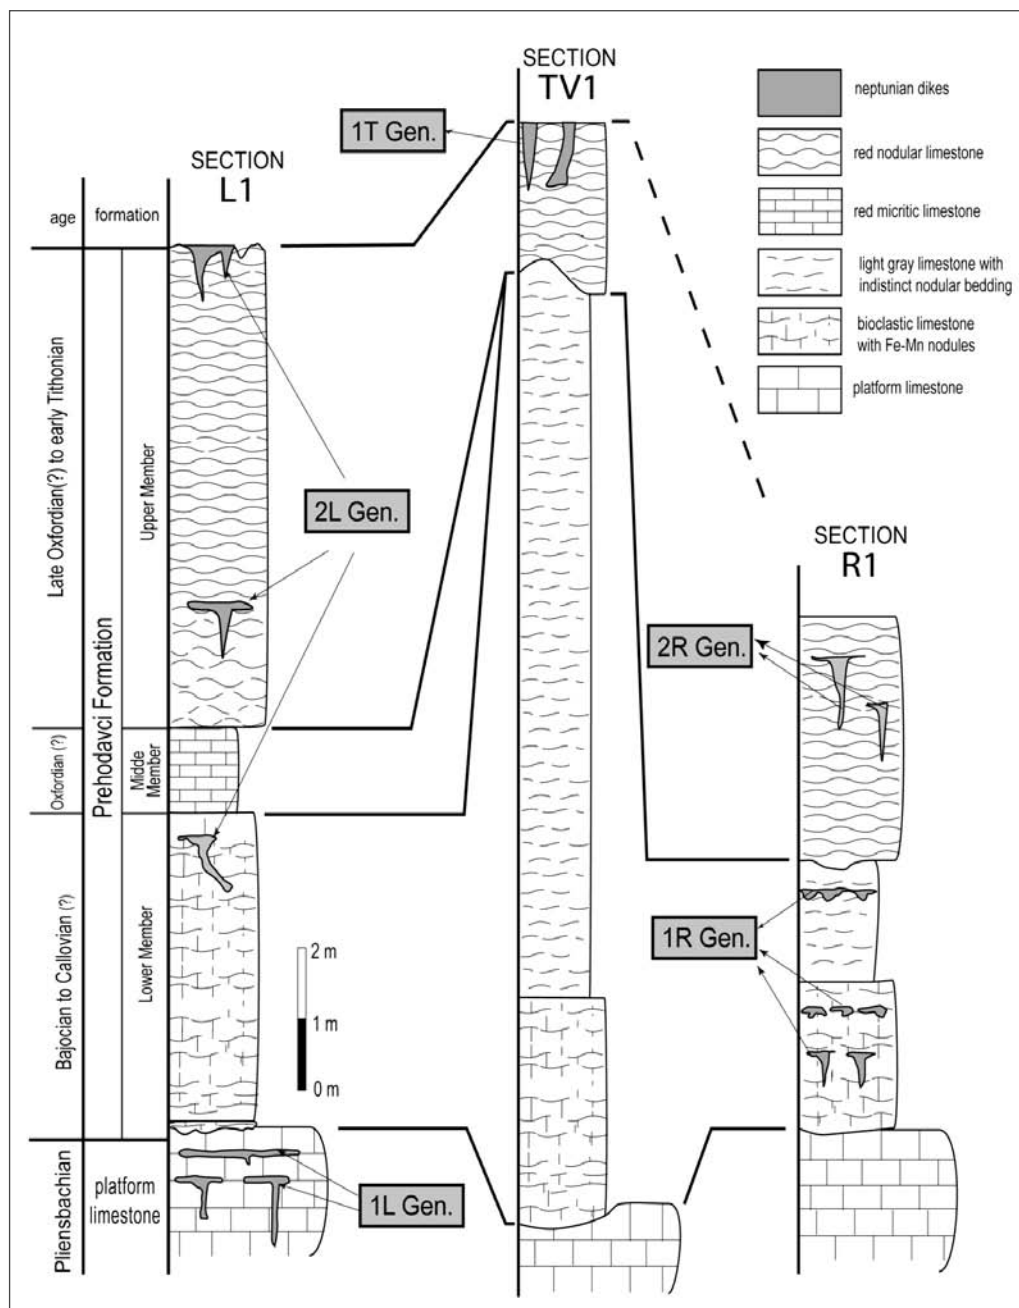 SECTION
TV1
neptunian dikes
1T Gen.
red nodular limestone
SECTION
L1
age
formation
red micritic limestone
light gray limestone with
indistinct nodular bedding
bioclastic limestone
with Fe-Mn nodules
platform limestone
Late Oxfordian(?) to early Tithonian
Upper Member
2L Gen.
SECTION
R1
2R Gen.
Prehodavci Formation
Oxfordian (?)
Midde
Member
1R Gen.
Bajocian to Callovian (?)
Lower Member
2 m
1 m
0 m
Pliensbachian
platform
limestone
1L Gen.